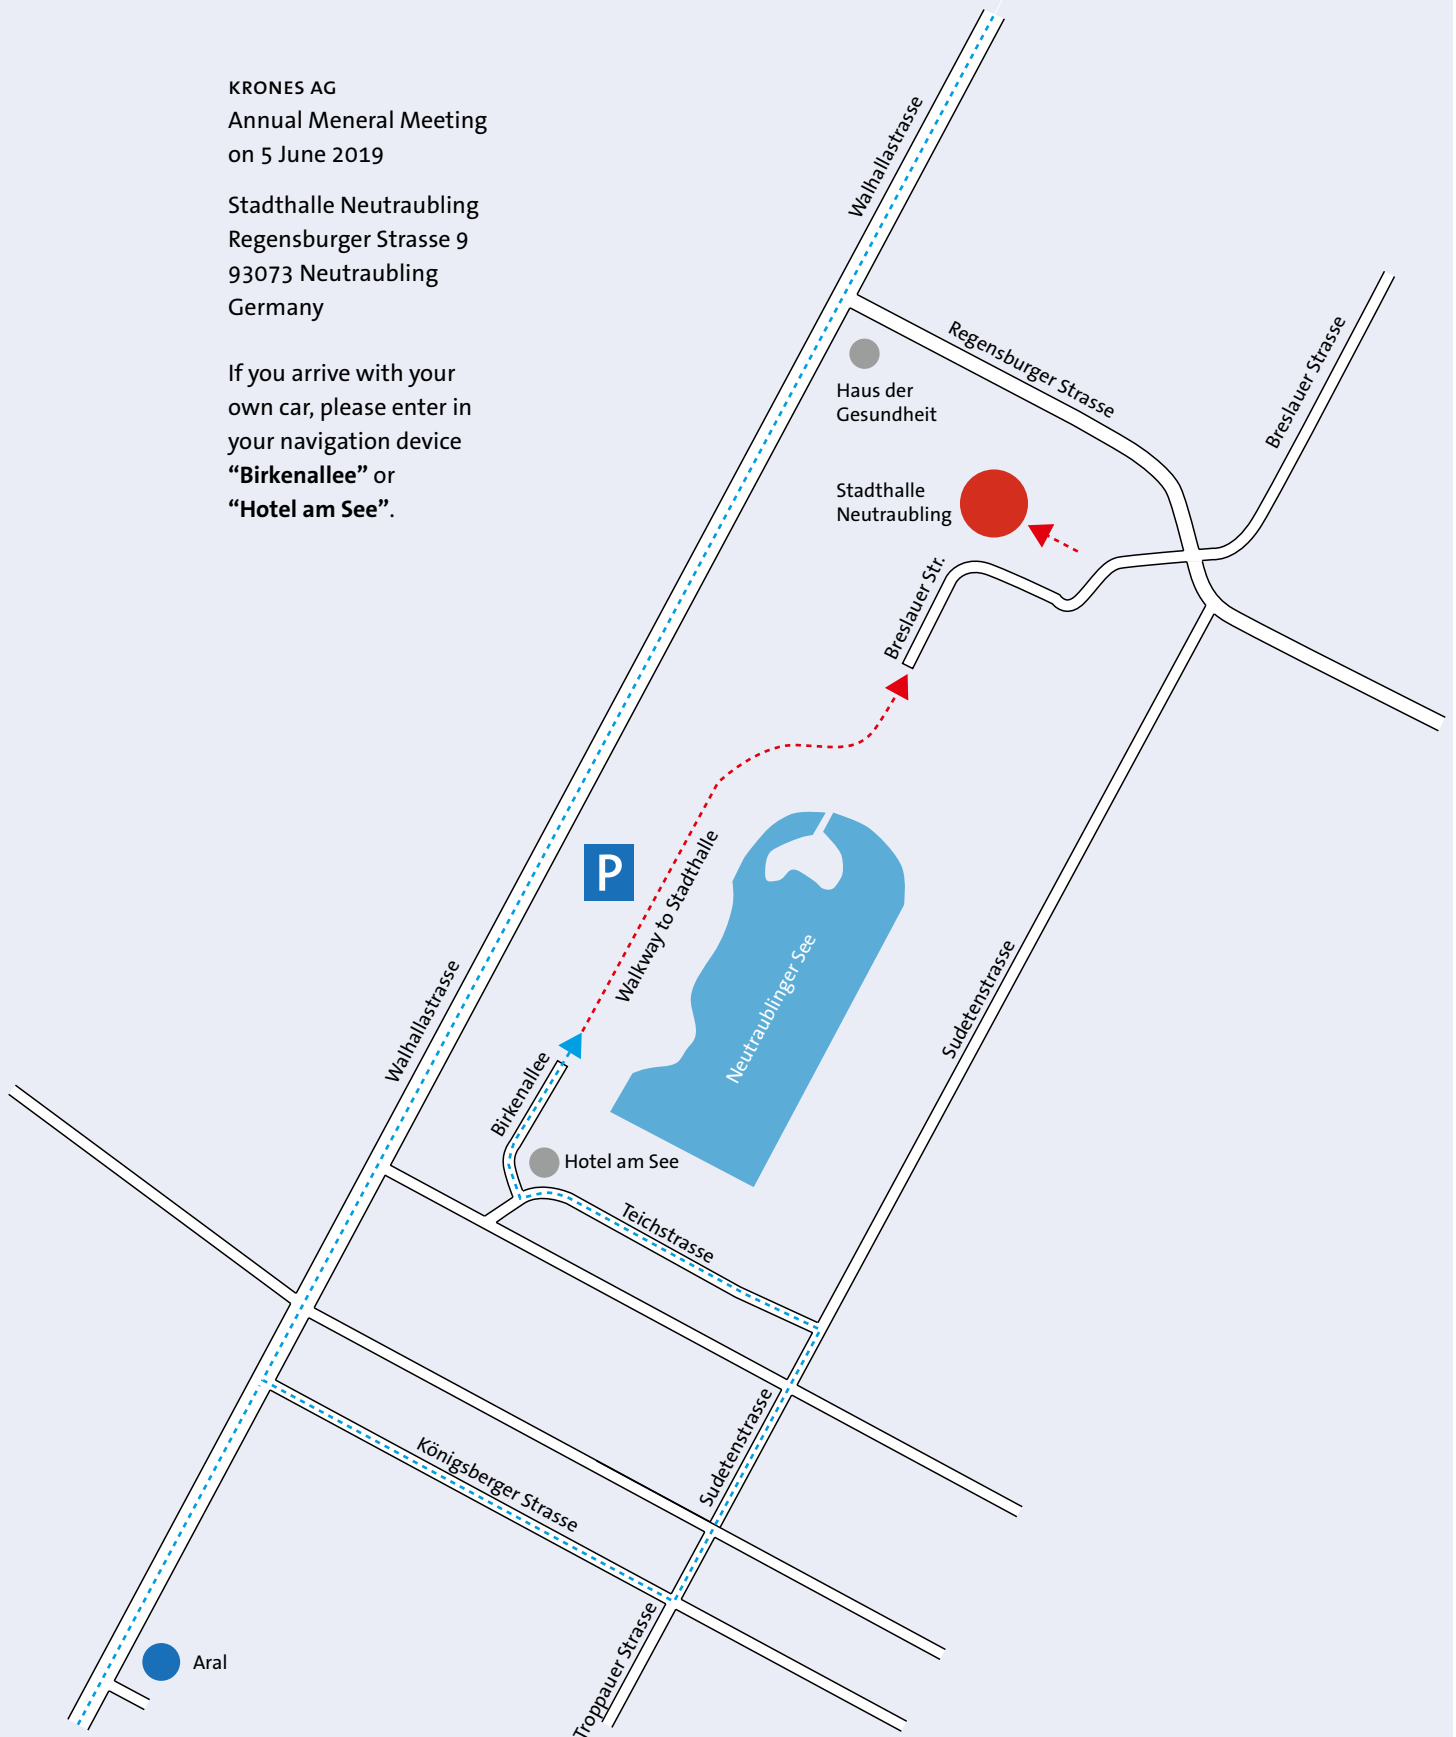 KRONES AG
Annual Meneral Meeting
on 5 June 2019
Stadthalle Neutraubling
Regensburger Strasse 9
93073 Neutraubling
Germany
If you arrive with your
own car, please enter in
your navigation device
“Birkenallee” or
“Hotel am See”.
Walhallastrasse
Regensburger Strasse
Breslauer Strasse
Haus der
Gesundheit
Stadthalle
Neutraubling
Breslauer Str.
P
Walkway to Stadthalle
Neutraublinger See
Sudetenstrasse
Walhallastrasse
Birkenallee
Hotel am See
Teichstrasse
Sudetenstrasse
Königsberger Strasse
Troppauer Strasse
Aral